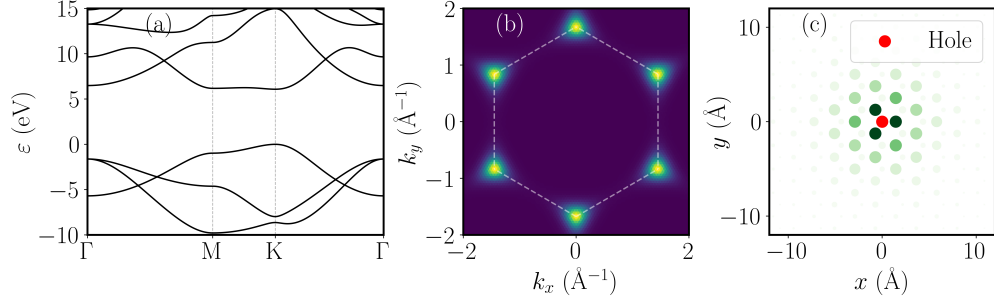 (a)
ε (eV)
15
10
5
0
−5
−10
Γ M K Γ
(b)
k_y (Å⁻¹)
2
1
0
−1
−2
−2 0 2
k_x (Å⁻¹)
(c)
Hole
y (Å)
10
0
−10
−10 0 10
x (Å)